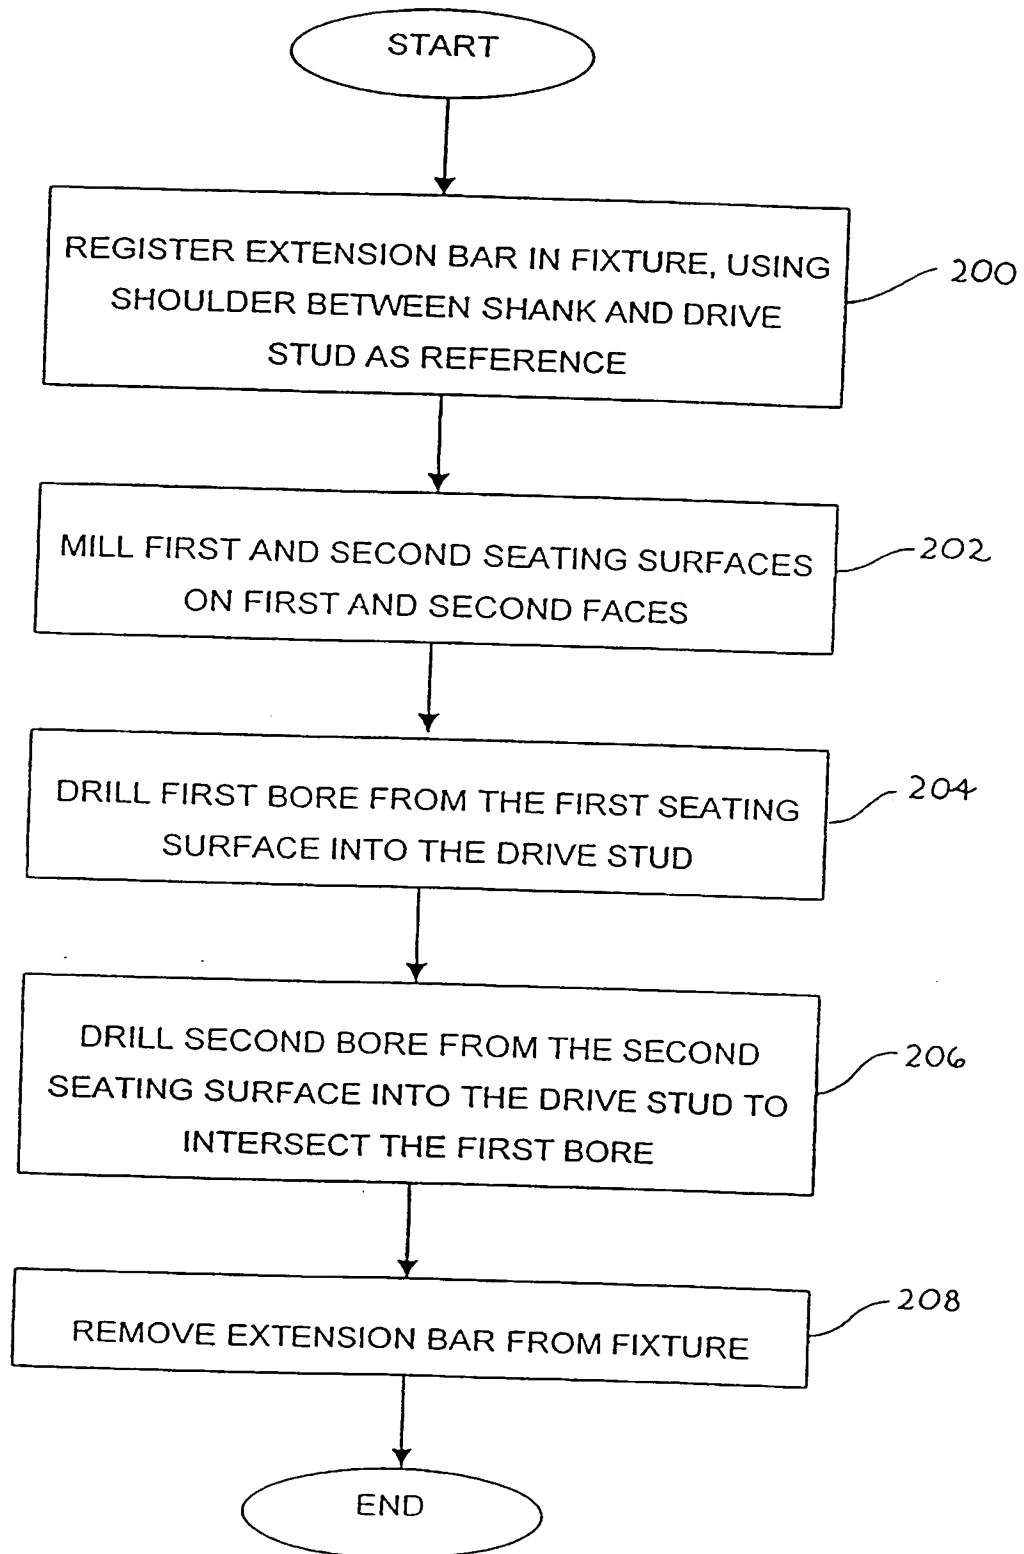 START
REGISTER EXTENSION BAR IN FIXTURE, USING
SHOULDER BETWEEN SHANK AND DRIVE
STUD AS REFERENCE
200
MILL FIRST AND SECOND SEATING SURFACES
ON FIRST AND SECOND FACES
202
DRILL FIRST BORE FROM THE FIRST SEATING
SURFACE INTO THE DRIVE STUD
204
DRILL SECOND BORE FROM THE SECOND
SEATING SURFACE INTO THE DRIVE STUD TO
INTERSECT THE FIRST BORE
206
REMOVE EXTENSION BAR FROM FIXTURE
208
END